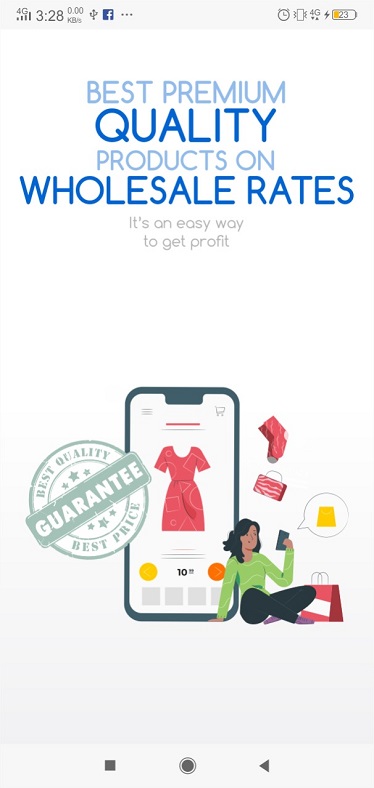 4G 3:28 0.00 KB/s 4G 23
BEST PREMIUM
QUALITY
PRODUCTS ON
WHOLESALE RATES
It's an easy way
to get profit
BEST QUALITY
GUARANTEE
BEST PRICE
10